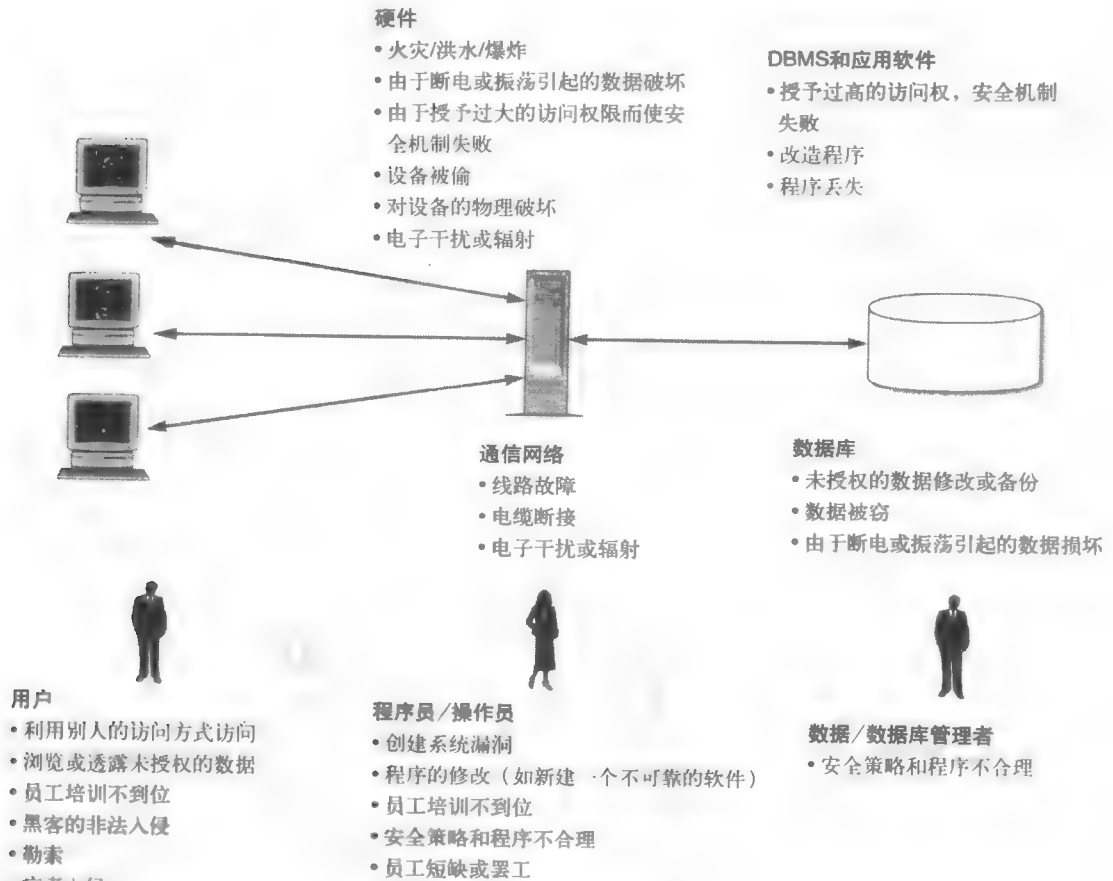 硬件
•火灾/洪水/爆炸
•由于断电或振荡引起的数据破坏
•由于授予过大的访问权限而使安
全机制失败
•设备被偷
•对设备的物理破坏
•电子干扰或辐射
DBMS和应用软件
•授予过高的访问权，安全机制
失败
•改造程序
•程序丢失
通信网络
•线路故障
•电缆断接
•电子干扰或辐射
数据库
•未授权的数据修改或备份
•数据被窃
•由于断电或振荡引起的数据损坏
用户
•利用别人的访问方式访问
•浏览或透露未授权的数据
•员工培训不到位
•黑客的非法入侵
•勒索
程序员/操作员
•创建系统漏洞
•程序的修改（如新建一个不可靠的软件）
•员工培训不到位
•安全策略和程序不合理
•员工短缺或罢工
数据/数据库管理者
•安全策略和程序不合理